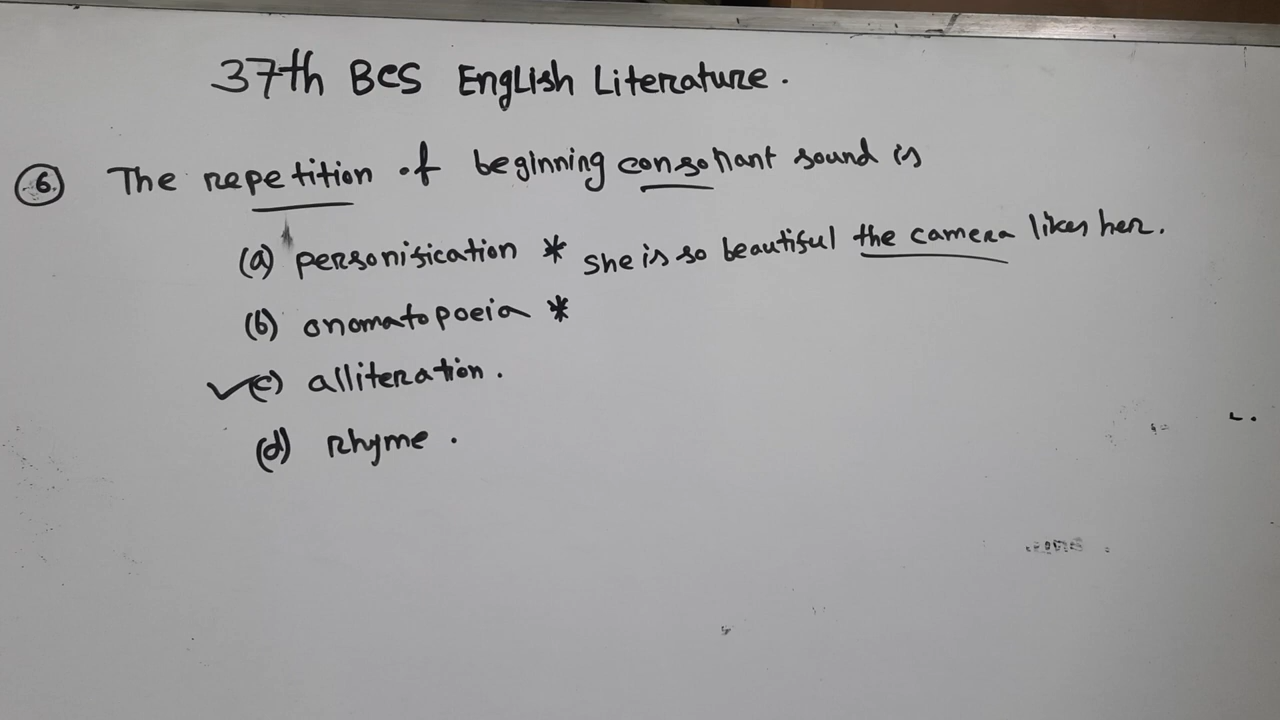 37th BCS English Literature.
6. The repetition of beginning consonant sound is
(a) personification * she is so beautiful the camera likes her.
(b) onomatopoeia *
✓(c) alliteration.
(d) Rhyme.